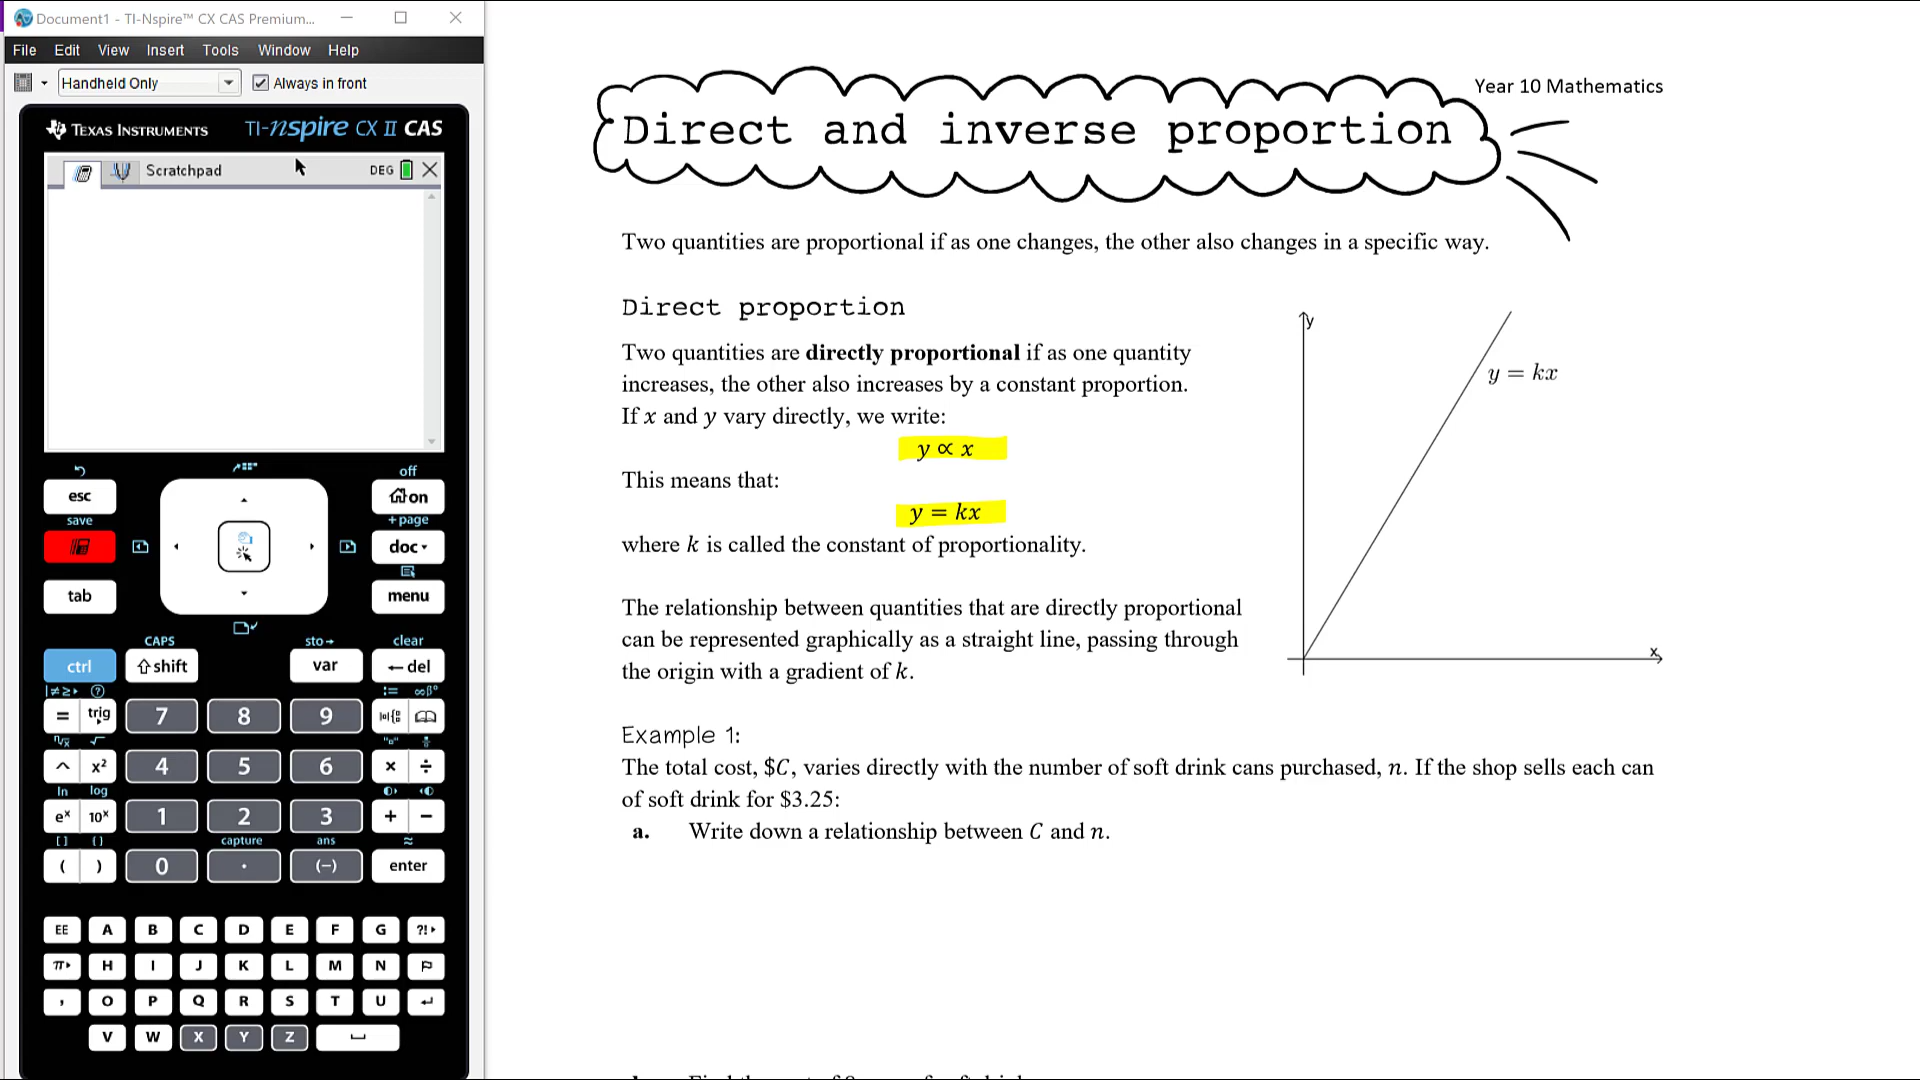 Document1 - TI-Nspire™ CX CAS Premium...
File Edit View Insert Tools Window Help
Handheld Only
Always in front
TEXAS INSTRUMENTS TI-nspire CX II CAS
Scratchpad DEG
off
esc on
save + page
doc
tab menu
CAPS sto→ clear
ctrl shift var ←del
|≠≥▸ ? := ∞β°
= trig 7 8 9
ⁿ√x √
^ x² 4 5 6 × ÷
ln log
eˣ 10ˣ 1 2 3 + −
[ ] { } capture ans ≈
( ) 0 . (−) enter
EE A B C D E F G ?!▸
π▸ H I J K L M N
, O P Q R S T U
V W X Y Z
Year 10 Mathematics
Direct and inverse proportion
Two quantities are proportional if as one changes, the other also changes in a specific way.
Direct proportion
Two quantities are directly proportional if as one quantity
increases, the other also increases by a constant proportion.
If x and y vary directly, we write:
y ∝ x
This means that:
y = kx
where k is called the constant of proportionality.
The relationship between quantities that are directly proportional
can be represented graphically as a straight line, passing through
the origin with a gradient of k.
y
y = kx
x
Example 1:
The total cost, $C, varies directly with the number of soft drink cans purchased, n. If the shop sells each can
of soft drink for $3.25:
a. Write down a relationship between C and n.